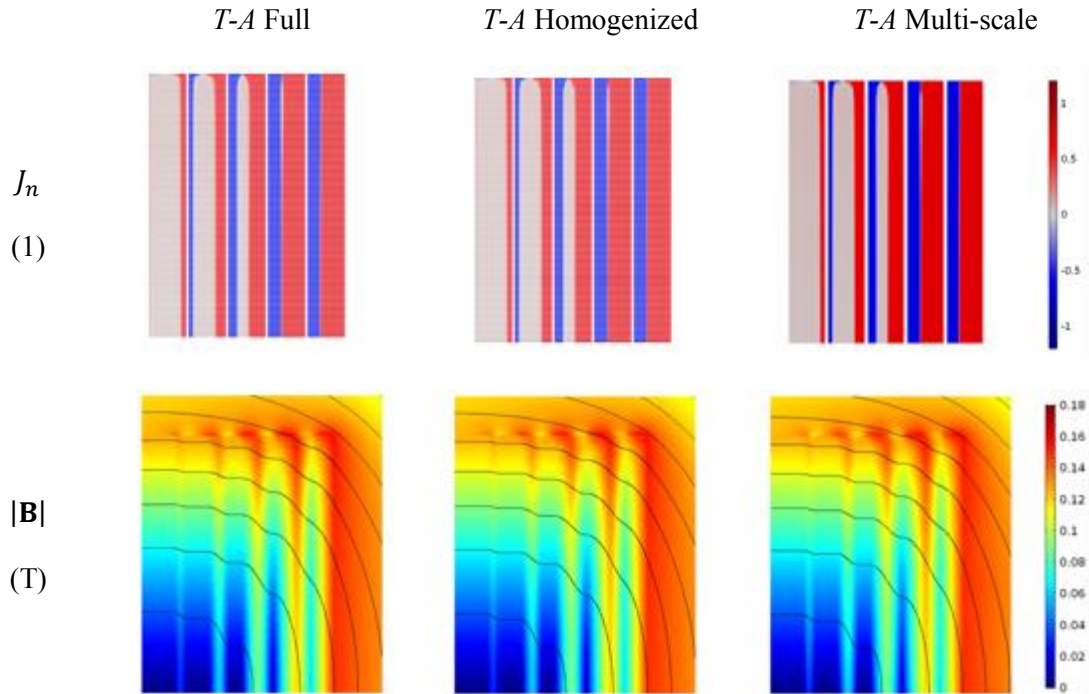 T-A Full
T-A Homogenized
T-A Multi-scale
J_n
(1)
1
0.5
0
-0.5
-1
|B|
(T)
0.18
0.16
0.14
0.12
0.1
0.08
0.06
0.04
0.02
0